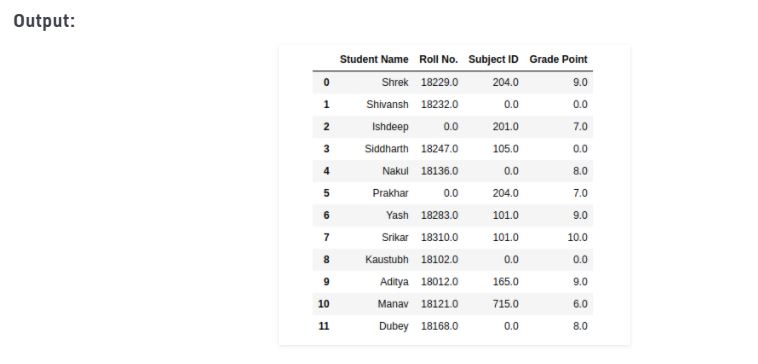 Output:
Student Name Roll No. Subject ID Grade Point
0 Shrek 18229.0 204.0 9.0
1 Shivansh 18232.0 0.0 0.0
2 Ishdeep 0.0 201.0 7.0
3 Siddharth 18247.0 105.0 0.0
4 Nakul 18136.0 0.0 8.0
5 Prakhar 0.0 204.0 7.0
6 Yash 18283.0 101.0 9.0
7 Srikar 18310.0 101.0 10.0
8 Kaustubh 18102.0 0.0 0.0
9 Aditya 18012.0 165.0 9.0
10 Manav 18121.0 715.0 6.0
11 Dubey 18168.0 0.0 8.0